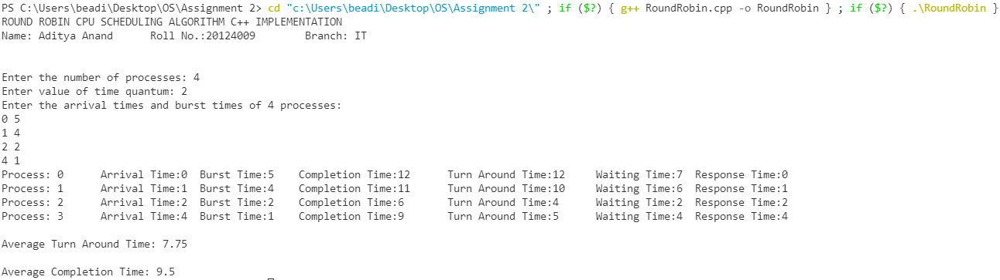 PS C:\Users\beadi\Desktop\OS\Assignment 2> cd "c:\Users\beadi\Desktop\OS\Assignment 2\" ; if ($?) { g++ RoundRobin.cpp -o RoundRobin } ; if ($?) { .\RoundRobin }
ROUND ROBIN CPU SCHEDULING ALGORITHM C++ IMPLEMENTATION
Name: Aditya Anand Roll No.:20124009 Branch: IT
Enter the number of processes: 4
Enter value of time quantum: 2
Enter the arrival times and burst times of 4 processes:
0 5
1 4
2 2
4 1
Process: 0 Arrival Time:0 Burst Time:5 Completion Time:12 Turn Around Time:12 Waiting Time:7 Response Time:0
Process: 1 Arrival Time:1 Burst Time:4 Completion Time:11 Turn Around Time:10 Waiting Time:6 Response Time:1
Process: 2 Arrival Time:2 Burst Time:2 Completion Time:6 Turn Around Time:4 Waiting Time:2 Response Time:2
Process: 3 Arrival Time:4 Burst Time:1 Completion Time:9 Turn Around Time:5 Waiting Time:4 Response Time:4
Average Turn Around Time: 7.75
Average Completion Time: 9.5